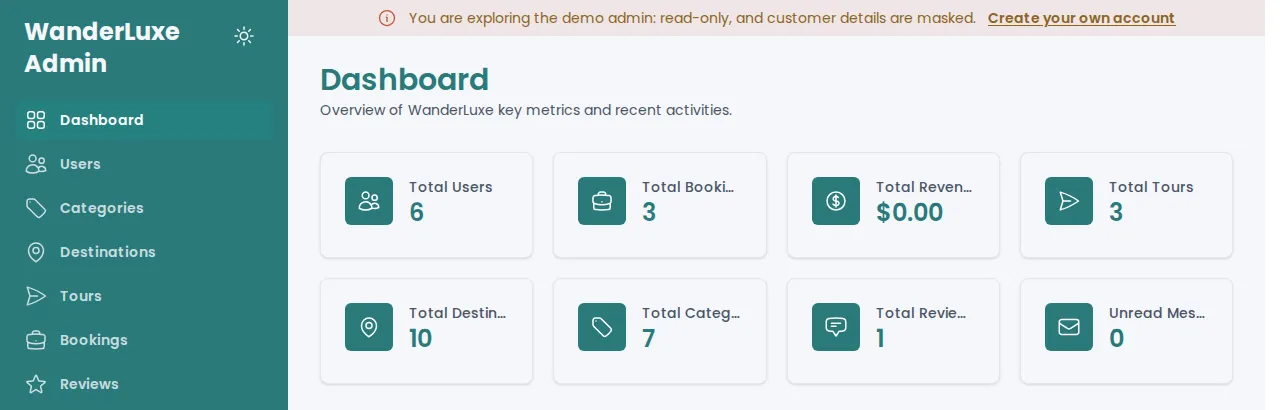 WanderLuxe
Admin
Dashboard
Users
Categories
Destinations
Tours
Bookings
Reviews
You are exploring the demo admin: read-only, and customer details are masked. Create your own account
Dashboard
Overview of WanderLuxe key metrics and recent activities.
Total Users
6
Total Booki...
3
Total Reven...
$0.00
Total Tours
3
Total Destin...
10
Total Categ...
7
Total Revie...
1
Unread Mes...
0